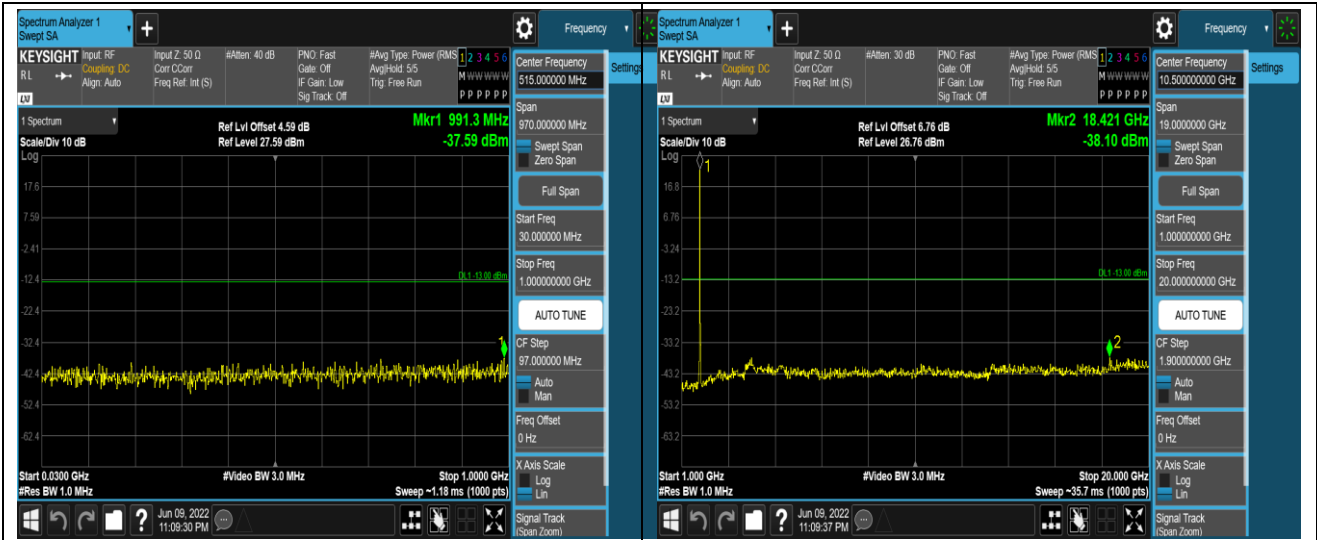 Spectrum Analyzer 1
Swept SA
+
Frequency
KEYSIGHT Input: RF
R L
Coupling: DC
Align: Auto
Input Z: 50 Ω
Corr CCorr
Freq Ref: Int (S)
#Atten: 40 dB
PNO: Fast
Gate: Off
IF Gain: Low
Sig Track: Off
#Avg Type: Power (RMS
Avg|Hold: 5/5
Trig: Free Run
1 2 3 4 5 6
M W W W W W
P P P P P P
LXI
Center Frequency
515.000000 MHz
Settings
Span
970.000000 MHz
Swept Span
Zero Span
Full Span
Start Freq
30.000000 MHz
Stop Freq
1.000000000 GHz
AUTO TUNE
CF Step
97.000000 MHz
Auto
Man
Freq Offset
0 Hz
X Axis Scale
Log
Lin
Signal Track
(Span Zoom)
1 Spectrum
Scale/Div 10 dB
Log
Ref Lvl Offset 4.59 dB
Ref Level 27.59 dBm
Mkr1 991.3 MHz
-37.59 dBm
17.6
7.59
-2.41
-12.4
-22.4
-32.4
-42.4
-52.4
-62.4
DL1 -13.00 dBm
1
Start 0.0300 GHz
#Res BW 1.0 MHz
#Video BW 3.0 MHz
Stop 1.0000 GHz
Sweep ~1.18 ms (1000 pts)
?
Jun 09, 2022
11:09:30 PM
Spectrum Analyzer 1
Swept SA
+
Frequency
KEYSIGHT Input: RF
R L
Coupling: DC
Align: Auto
Input Z: 50 Ω
Corr CCorr
Freq Ref: Int (S)
#Atten: 30 dB
PNO: Fast
Gate: Off
IF Gain: Low
Sig Track: Off
#Avg Type: Power (RMS
Avg|Hold: 5/5
Trig: Free Run
1 2 3 4 5 6
M W W W W W
P P P P P P
LXI
Center Frequency
10.500000000 GHz
Settings
Span
19.0000000 GHz
Swept Span
Zero Span
Full Span
Start Freq
1.000000000 GHz
Stop Freq
20.000000000 GHz
AUTO TUNE
CF Step
1.900000000 GHz
Auto
Man
Freq Offset
0 Hz
X Axis Scale
Log
Lin
Signal Track
(Span Zoom)
1 Spectrum
Scale/Div 10 dB
Log
Ref Lvl Offset 6.76 dB
Ref Level 26.76 dBm
Mkr2 18.421 GHz
-38.10 dBm
1
16.8
6.76
-3.24
-13.2
-23.2
-33.2
-43.2
-53.2
-63.2
DL1 -13.00 dBm
2
Start 1.000 GHz
#Res BW 1.0 MHz
#Video BW 3.0 MHz
Stop 20.000 GHz
Sweep ~35.7 ms (1000 pts)
?
Jun 09, 2022
11:09:37 PM